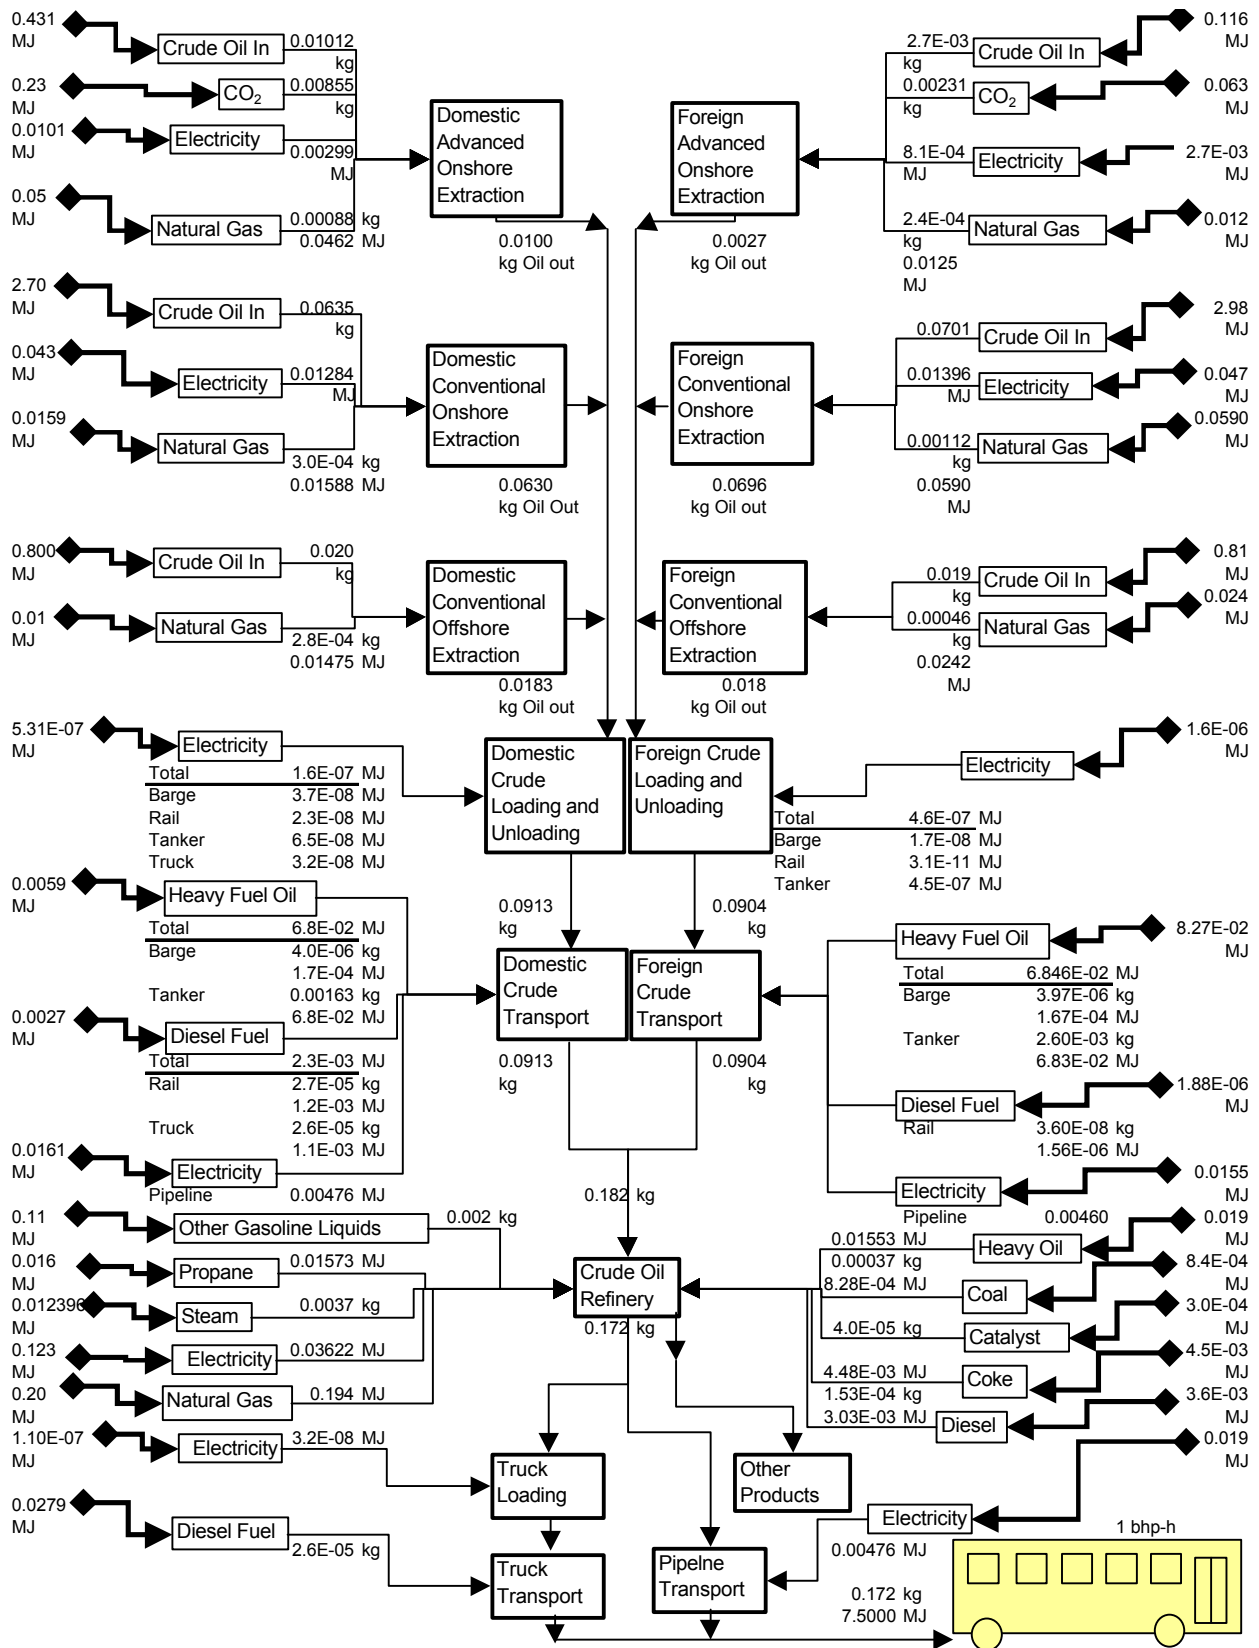 0.431
MJ
Crude Oil In
0.01012
kg
0.23
MJ
CO2
0.00855
kg
0.0101
MJ
Electricity
0.00299
MJ
0.05
MJ
Natural Gas
0.00088 kg
0.0462 MJ
Domestic
Advanced
Onshore
Extraction
0.0100
kg Oil out
Foreign
Advanced
Onshore
Extraction
0.0027
kg Oil out
2.7E-03
kg
Crude Oil In
0.116
MJ
0.00231
kg
CO2
0.063
MJ
8.1E-04
MJ
Electricity
2.7E-03
MJ
2.4E-04
kg
0.0125
MJ
Natural Gas
0.012
MJ
2.70
MJ
Crude Oil In
0.0635
kg
0.043
MJ
Electricity
0.01284
MJ
0.0159
MJ
Natural Gas
3.0E-04 kg
0.01588 MJ
Domestic
Conventional
Onshore
Extraction
0.0630
kg Oil Out
Foreign
Conventional
Onshore
Extraction
0.0696
kg Oil out
0.0701
Crude Oil In
2.98
MJ
0.01396
MJ
Electricity
0.047
MJ
0.00112
kg
0.0590
MJ
Natural Gas
0.0590
MJ
0.800
MJ
Crude Oil In
0.020
kg
0.01
MJ
Natural Gas
2.8E-04 kg
0.01475 MJ
Domestic
Conventional
Offshore
Extraction
0.0183
kg Oil out
Foreign
Conventional
Offshore
Extraction
0.018
kg Oil out
0.019
kg
Crude Oil In
0.81
MJ
0.00046
kg
0.0242
MJ
Natural Gas
0.024
MJ
5.31E-07
MJ
Electricity
Total 1.6E-07 MJ
Barge 3.7E-08 MJ
Rail 2.3E-08 MJ
Tanker 6.5E-08 MJ
Truck 3.2E-08 MJ
Domestic
Crude
Loading and
Unloading
Foreign Crude
Loading and
Unloading
Electricity
1.6E-06
MJ
Total 4.6E-07 MJ
Barge 1.7E-08 MJ
Rail 3.1E-11 MJ
Tanker 4.5E-07 MJ
0.0059
MJ
Heavy Fuel Oil
Total 6.8E-02 MJ
Barge 4.0E-06 kg
1.7E-04 MJ
Tanker 0.00163 kg
6.8E-02 MJ
0.0027
MJ
Diesel Fuel
Total 2.3E-03 MJ
Rail 2.7E-05 kg
1.2E-03 MJ
Truck 2.6E-05 kg
1.1E-03 MJ
0.0161
MJ
Electricity
Pipeline 0.00476 MJ
0.0913
kg
0.0904
kg
Domestic
Crude
Transport
Foreign
Crude
Transport
0.0913
kg
0.0904
kg
Heavy Fuel Oil
8.27E-02
MJ
Total 6.846E-02 MJ
Barge 3.97E-06 kg
1.67E-04 MJ
Tanker 2.60E-03 kg
6.83E-02 MJ
Diesel Fuel
1.88E-06
MJ
Rail 3.60E-08 kg
1.56E-06 MJ
Electricity
0.0155
MJ
Pipeline 0.00460
0.182 kg
0.11
MJ
Other Gasoline Liquids
0.002 kg
0.016
MJ
Propane
0.01573 MJ
0.012396
MJ
Steam
0.0037 kg
0.123
MJ
Electricity
0.03622 MJ
0.20
MJ
Natural Gas
0.194 MJ
Crude Oil
Refinery
0.172 kg
0.01553 MJ
0.00037 kg
Heavy Oil
0.019
MJ
8.28E-04 MJ
Coal
8.4E-04
MJ
4.0E-05 kg
Catalyst
3.0E-04
MJ
4.48E-03 MJ
1.53E-04 kg
Coke
4.5E-03
MJ
3.03E-03 MJ
Diesel
3.6E-03
MJ
1.10E-07
MJ
Electricity
3.2E-08 MJ
Truck
Loading
Other
Products
0.019
MJ
0.0279
MJ
Diesel Fuel
2.6E-05 kg
Truck
Transport
Pipelne
Transport
Electricity
0.00476 MJ
1 bhp-h
0.172 kg
7.5000 MJ